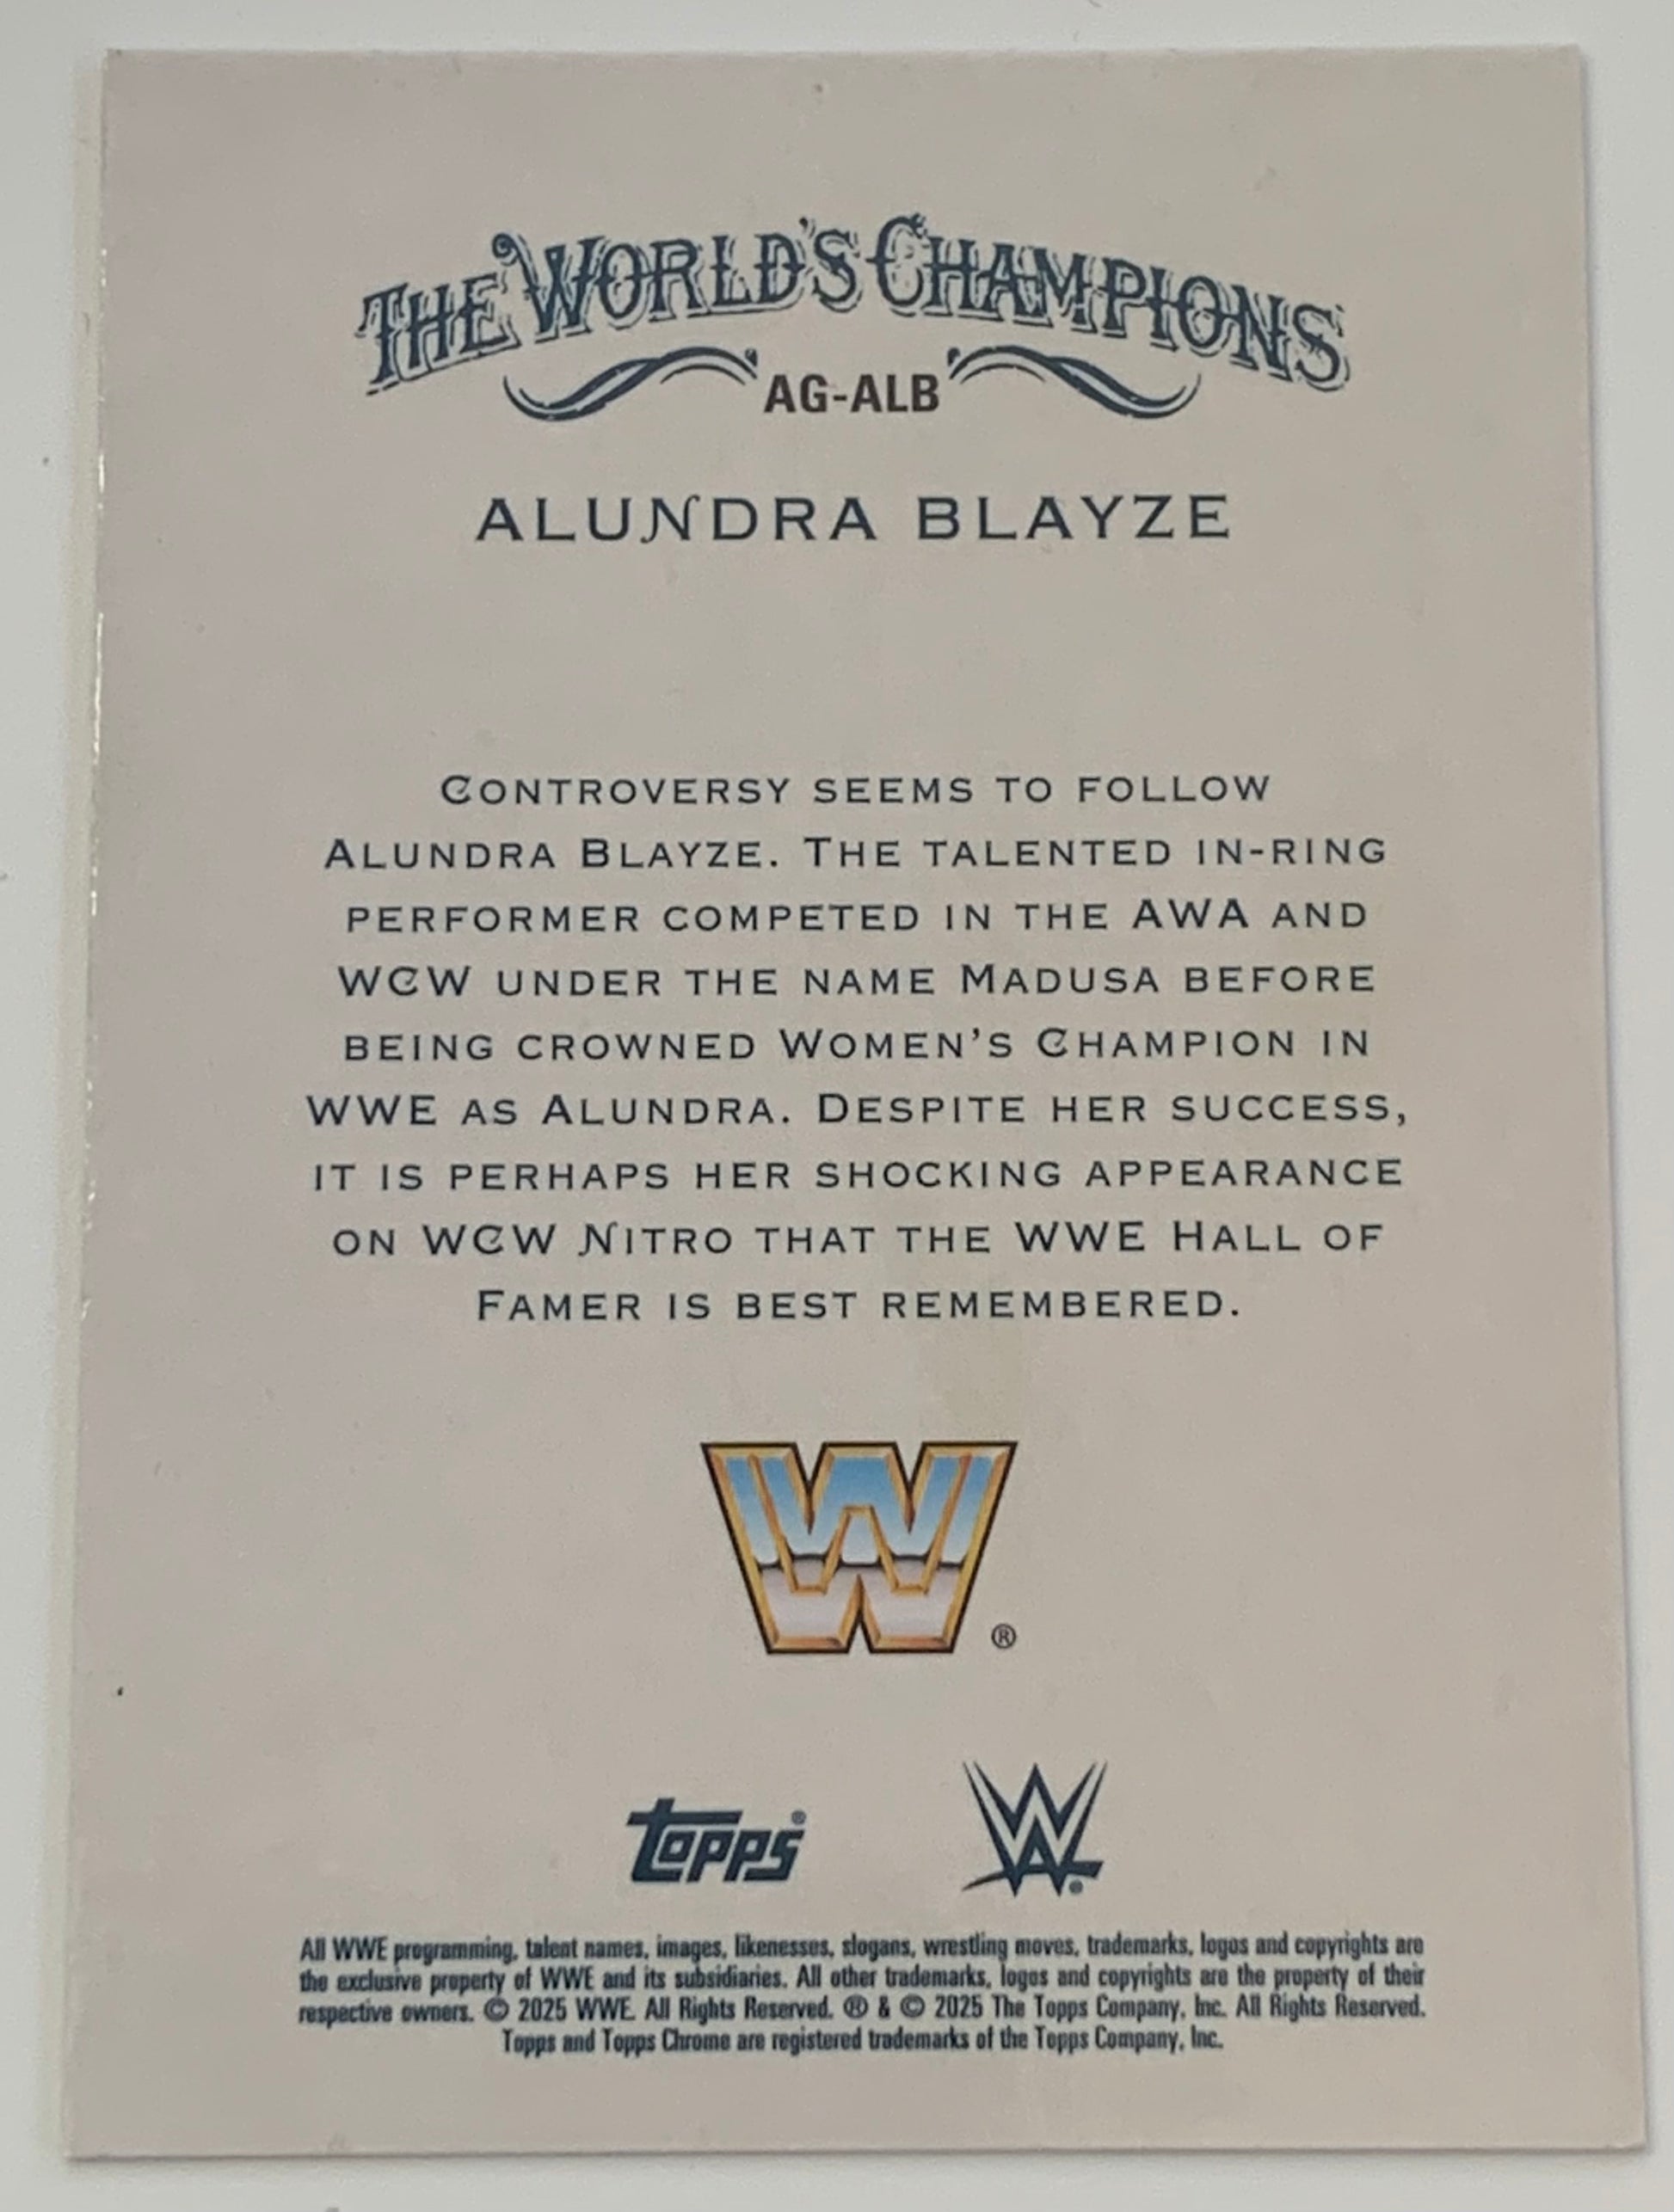 THE WORLD'S CHAMPIONS
AG-ALB
ALUNDRA BLAYZE
CONTROVERSY SEEMS TO FOLLOW
ALUNDRA BLAYZE. THE TALENTED IN-RING
PERFORMER COMPETED IN THE AWA AND
WCW UNDER THE NAME MADUSA BEFORE
BEING CROWNED WOMEN'S CHAMPION IN
WWE AS ALUNDRA. DESPITE HER SUCCESS,
IT IS PERHAPS HER SHOCKING APPEARANCE
ON WCW NITRO THAT THE WWE HALL OF
FAMER IS BEST REMEMBERED.
W ®
topps® W®
All WWE programming, talent names, images, likenesses, slogans, wrestling moves, trademarks, logos and copyrights are
the exclusive property of WWE and its subsidiaries. All other trademarks, logos and copyrights are the property of their
respective owners. © 2025 WWE. All Rights Reserved. ® & © 2025 The Topps Company, Inc. All Rights Reserved.
Topps and Topps Chrome are registered trademarks of the Topps Company, Inc.